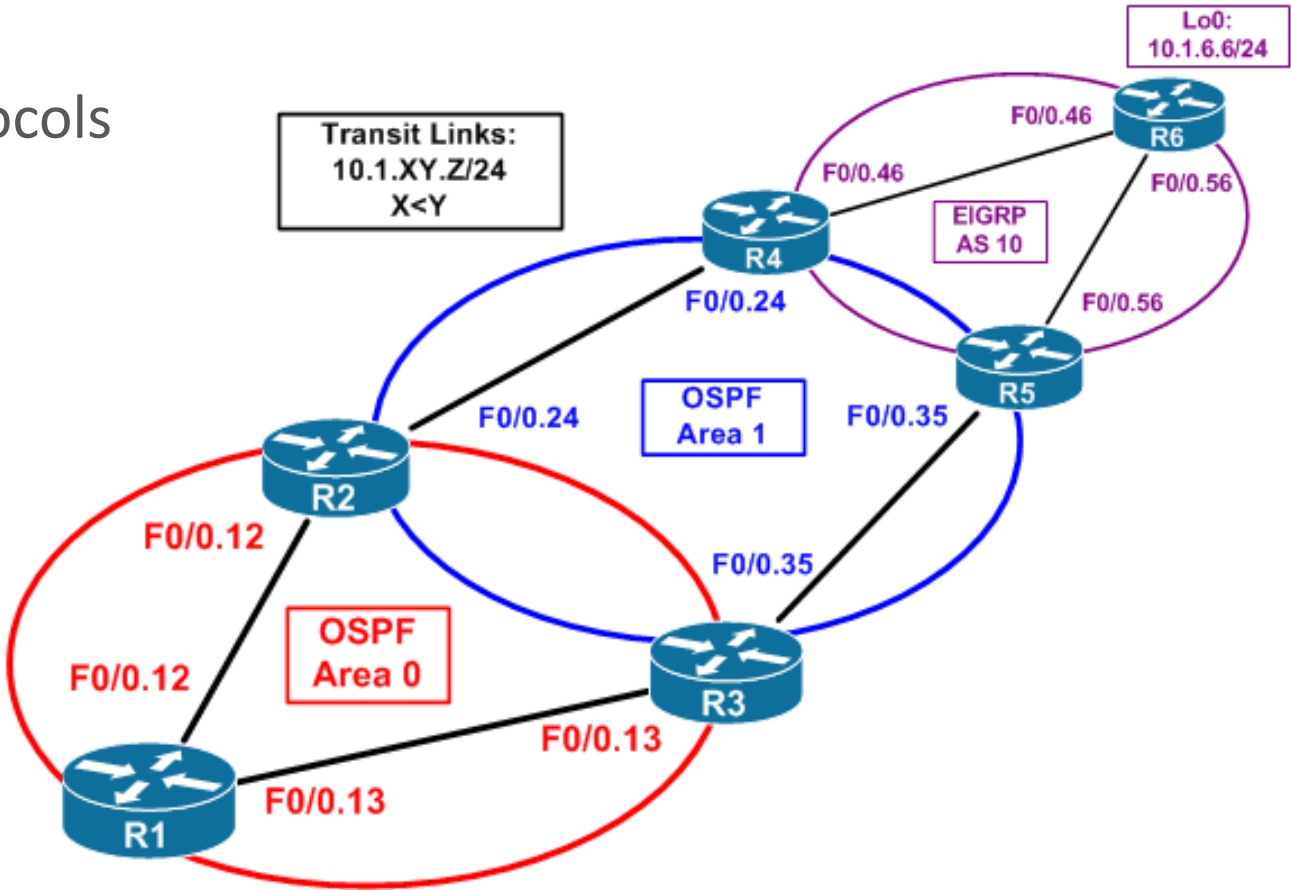 ocols
Lo0:
10.1.6.6/24
Transit Links:
10.1.XY.Z/24
X<Y
F0/0.46
R6
F0/0.46
F0/0.56
EIGRP
AS 10
R4
F0/0.24
F0/0.56
R5
OSPF
Area 1
F0/0.35
F0/0.24
R2
F0/0.12
F0/0.35
OSPF
Area 0
F0/0.12
R3
F0/0.13
F0/0.13
R1